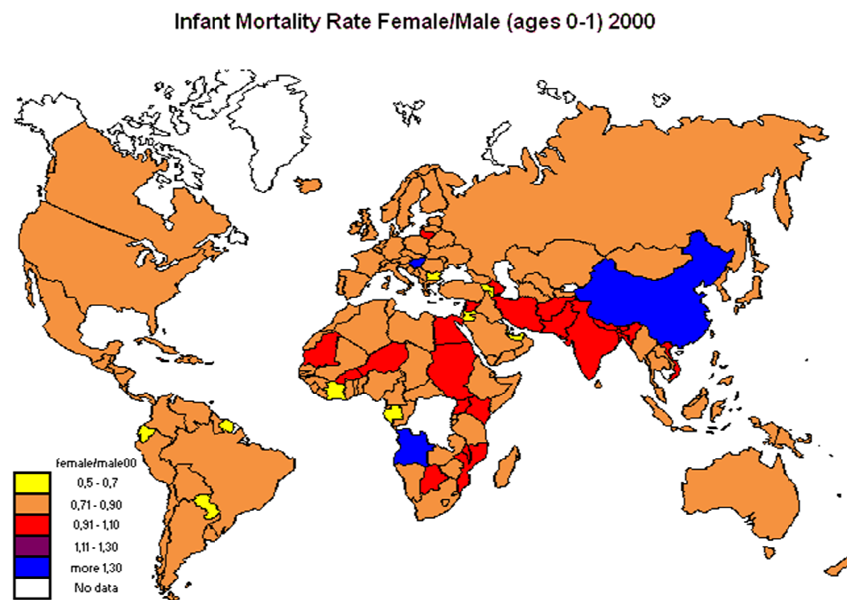 Infant Mortality Rate Female/Male (ages 0-1) 2000
female/male00
0,5 - 0,7
0,71 - 0,90
0,91 - 1,10
1,11 - 1,30
more 1,30
No data